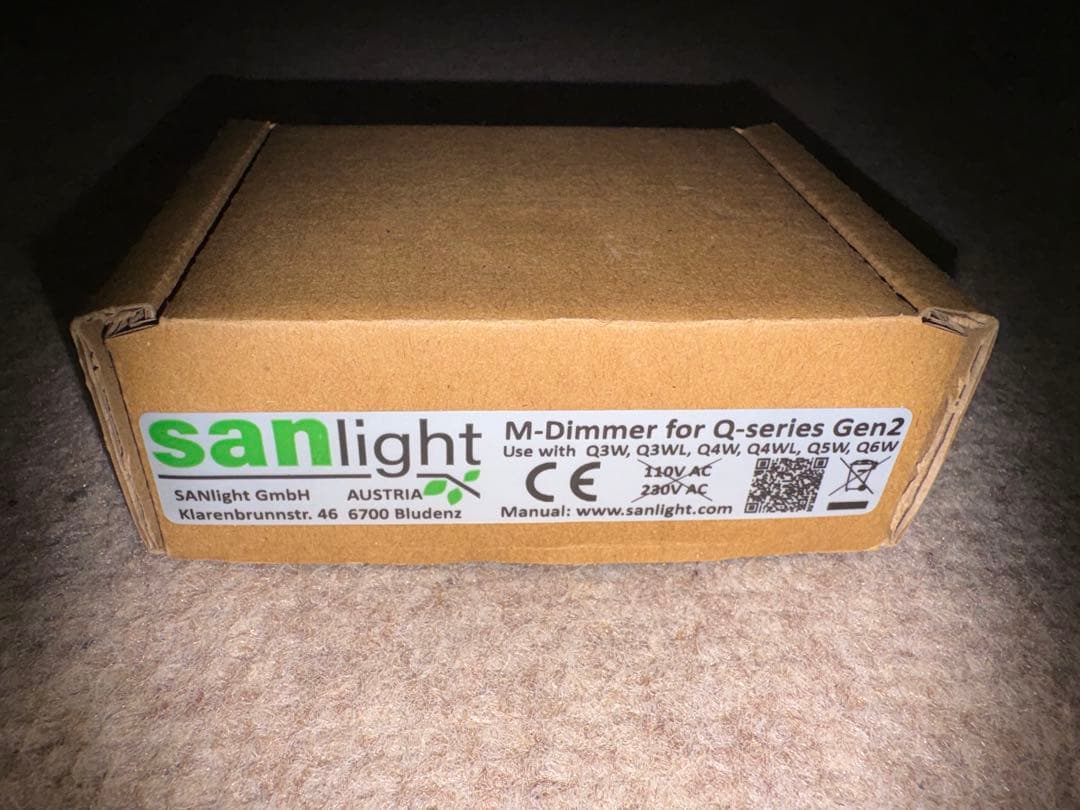 sanlight
SANlight GmbH AUSTRIA
Klarenbrunnstr. 46 6700 Bludenz
M-Dimmer for Q-series Gen2
Use with Q3W, Q3WL, Q4W, Q4WL, Q5W, Q6W
CE
110V AC
230V AC
Manual: www.sanlight.com